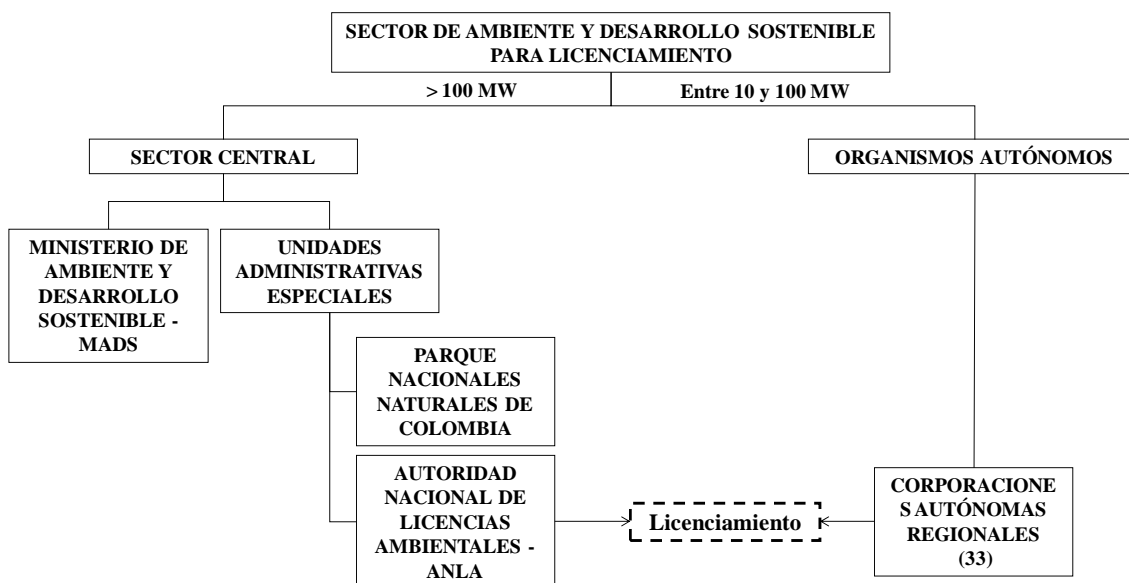 SECTOR DE AMBIENTE Y DESARROLLO SOSTENIBLE
PARA LICENCIAMIENTO
> 100 MW
Entre 10 y 100 MW
SECTOR CENTRAL
ORGANISMOS AUTÓNOMOS
MINISTERIO DE
AMBIENTE Y
DESARROLLO
SOSTENIBLE -
MADS
UNIDADES
ADMINISTRATIVAS
ESPECIALES
PARQUE
NACIONALES
NATURALES DE
COLOMBIA
AUTORIDAD
NACIONAL DE
LICENCIAS
AMBIENTALES -
ANLA
Licenciamiento
CORPORACIONE
S AUTÓNOMAS
REGIONALES
(33)